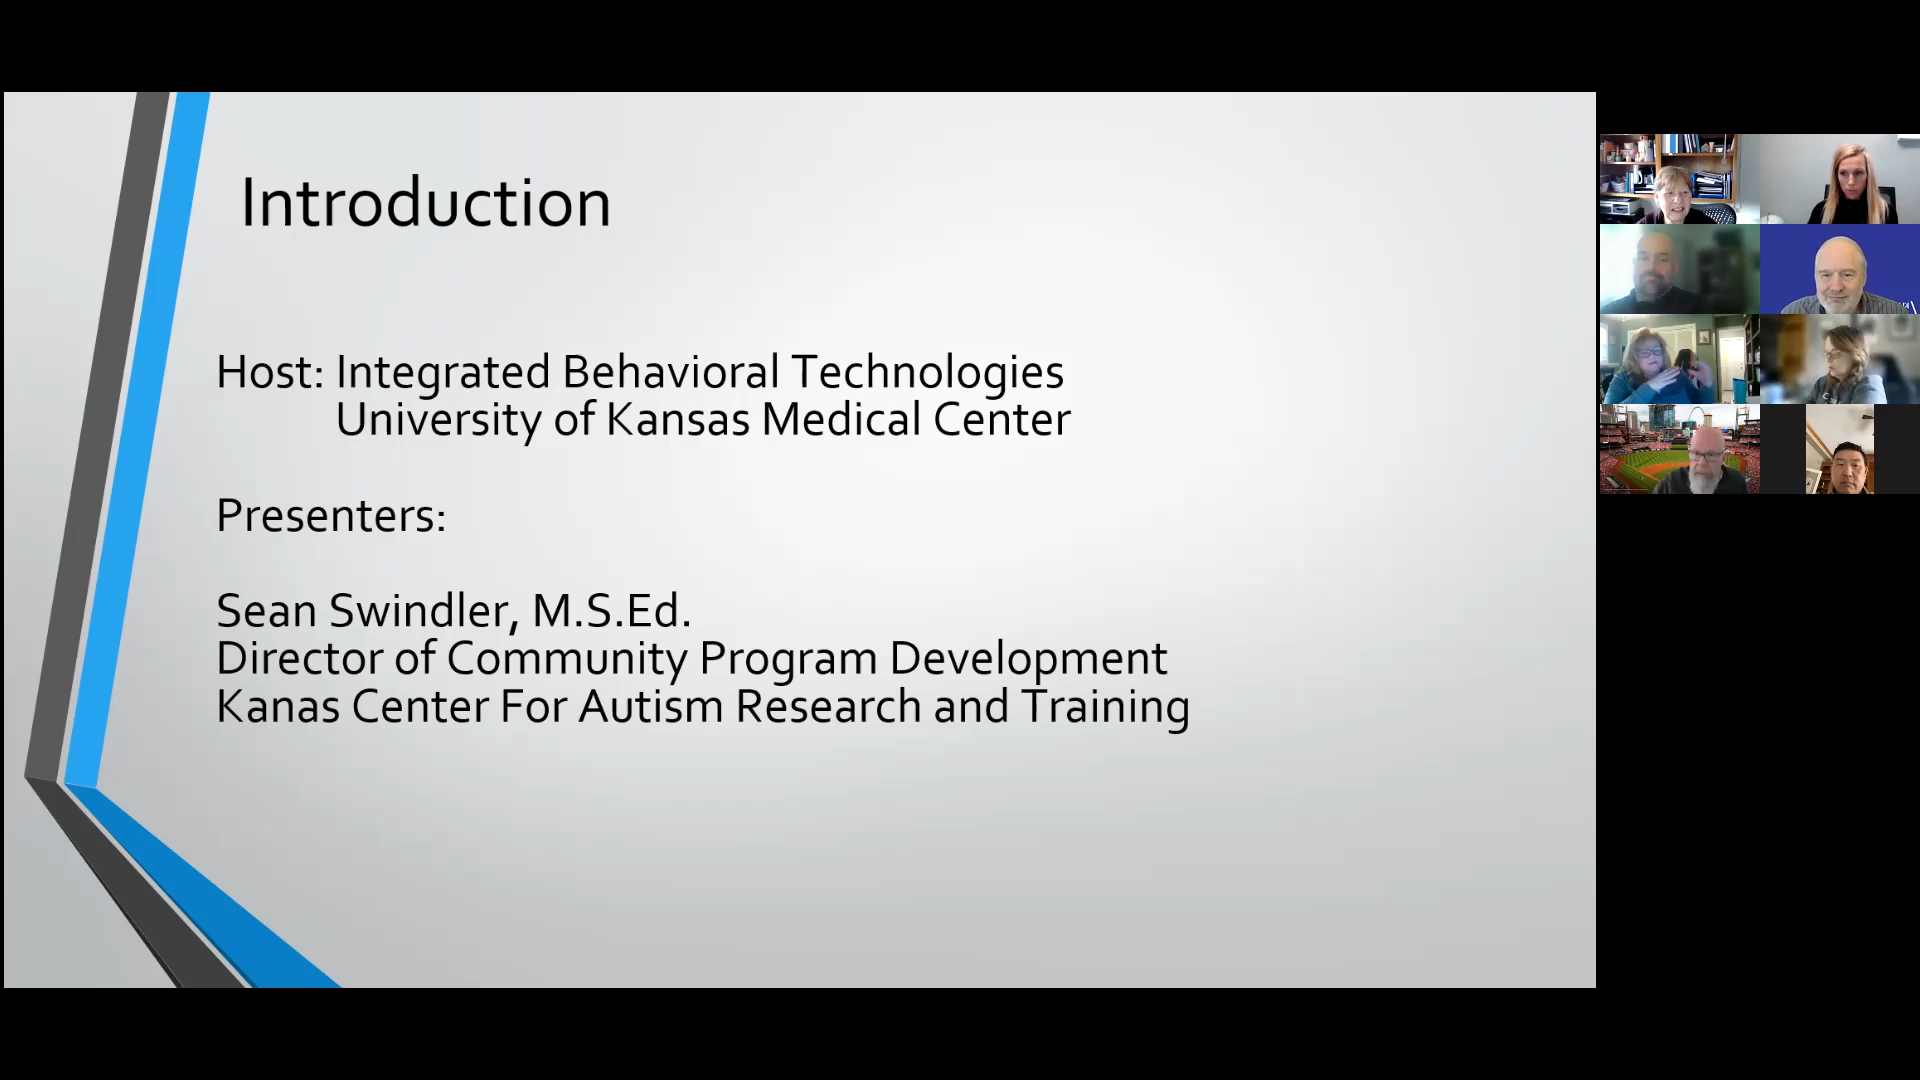 Introduction
Host: Integrated Behavioral Technologies
University of Kansas Medical Center
Presenters:
Sean Swindler, M.S.Ed.
Director of Community Program Development
Kanas Center For Autism Research and Training